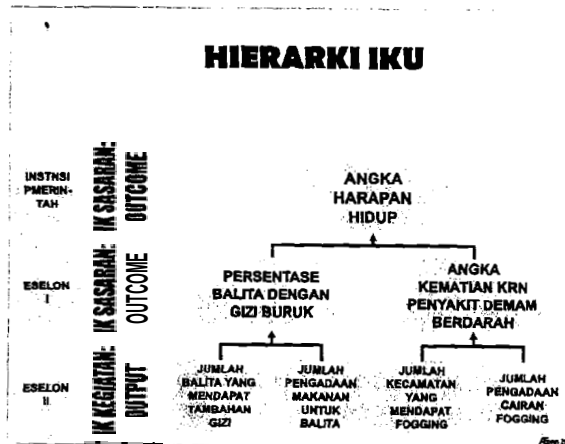 HIERARKI IKU
INSTNSI
PMERIN-
TAH
IK SASARAN:
OUTCOME
ANGKA
HARAPAN
HIDUP
ESELON
I
IK SASARAN:
OUTCOME
PERSENTASE
BALITA DENGAN
GIZI BURUK
ANGKA
KEMATIAN KRN
PENYAKIT DEMAM
BERDARAH
ESELON
II
IK KEGIATAN:
OUTPUT
JUMLAH
BALITA YANG
MENDAPAT
TAMBAHAN
GIZI
JUMLAH
PENGADAAN
MAKANAN
UNTUK
BALITA
JUMLAH
KECAMATAN
YANG
MENDAPAT
FOGGING
JUMLAH
PENGADAAN
CAIRAN
FOGGING